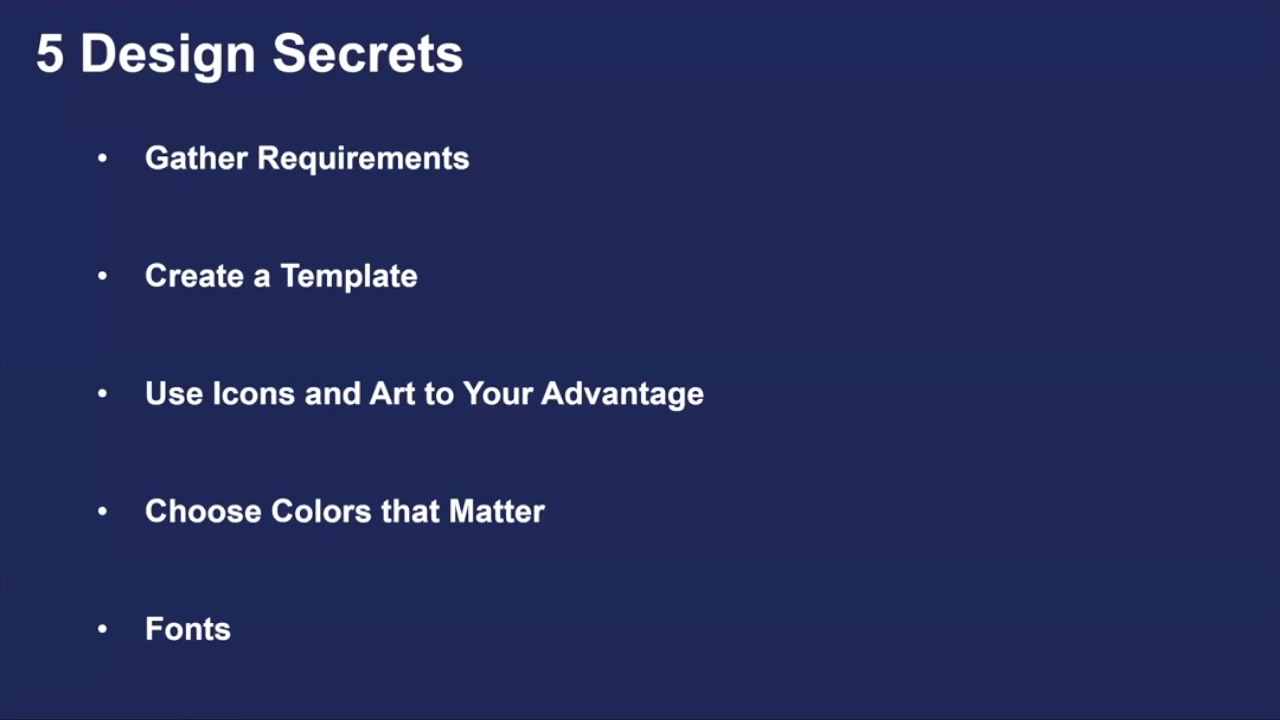 5 Design Secrets
• Gather Requirements
• Create a Template
• Use Icons and Art to Your Advantage
• Choose Colors that Matter
• Fonts